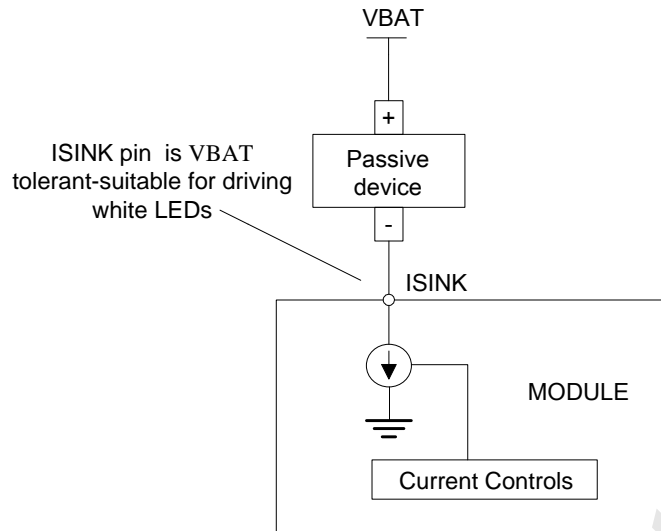 VBAT
+
Passive
device
-
ISINK pin is VBAT
tolerant-suitable for driving
white LEDs
ISINK
MODULE
Current Controls